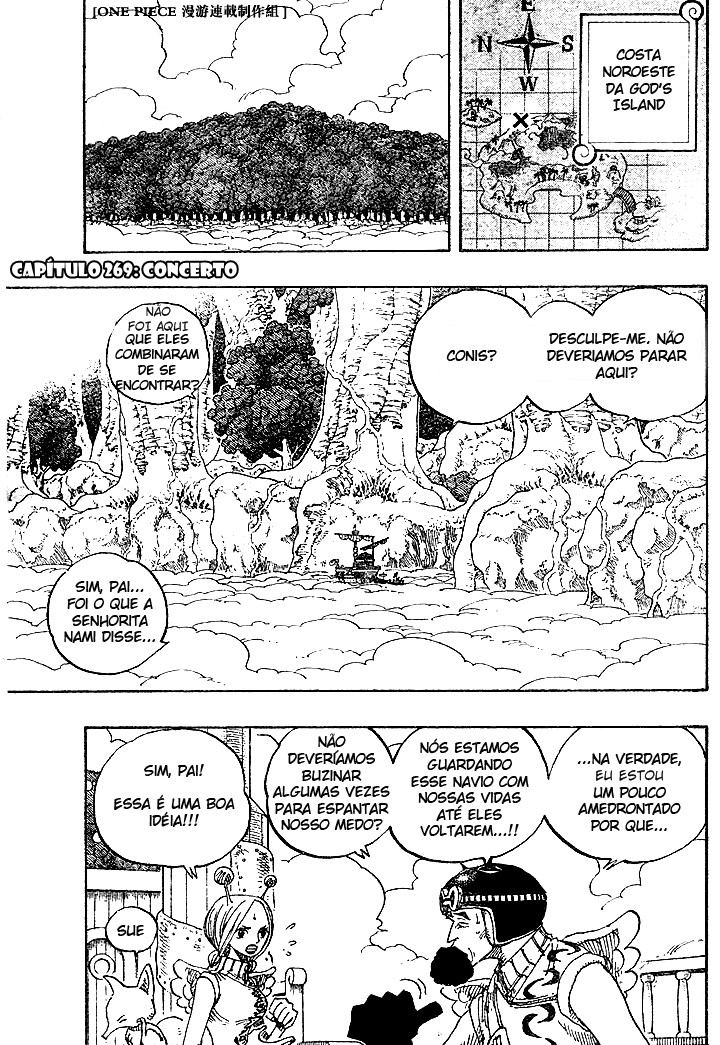 [ONE PIECE 漫游連載制作組]
E
N
S
W
COSTA
NOROESTE
DA GOD'S
ISLAND
CAPÍTULO 269: CONCERTO
DESCULPE-ME. NÃO
DEVERIAMOS PARAR
AQUI?
CONIS?
NÃO
FOI AQUI
QUE ELES
COMBINARAM
DE SE
ENCONTRAR?
SIM, PAI...
FOI O QUE A
SENHORITA
NAMI DISSE...
...NA VERDADE,
EU ESTOU
UM POUCO
AMEDRONTADO
POR QUE...
NÓS ESTAMOS
GUARDANDO
ESSE NAVIO COM
NOSSAS VIDAS
ATÉ ELES
VOLTAREM...!!
NÃO
DEVERÍAMOS
BUZINAR
ALGUMAS VEZES
PARA ESPANTAR
NOSSO MEDO?
SIM, PAI!
ESSA É UMA BOA
IDÉIA!!!
SUE